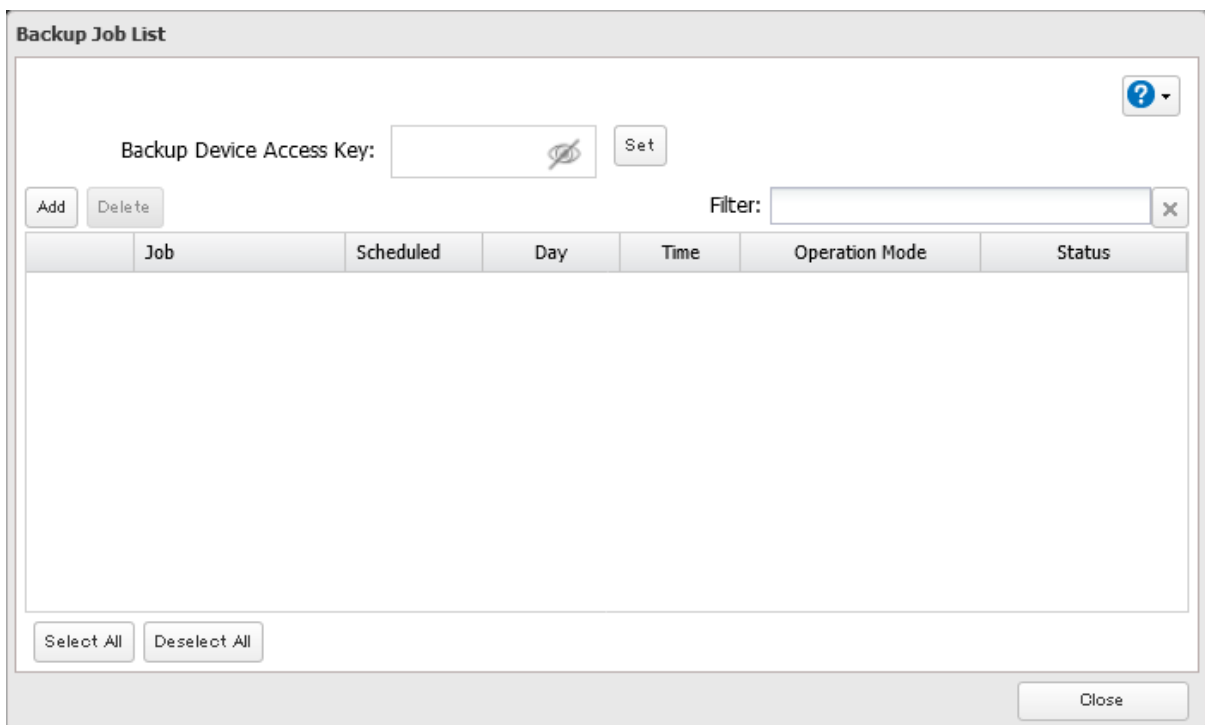 Backup Job List
Backup Device Access Key:
Set
Add
Delete
Filter:
Job
Scheduled
Day
Time
Operation Mode
Status
Select All
Deselect All
Close